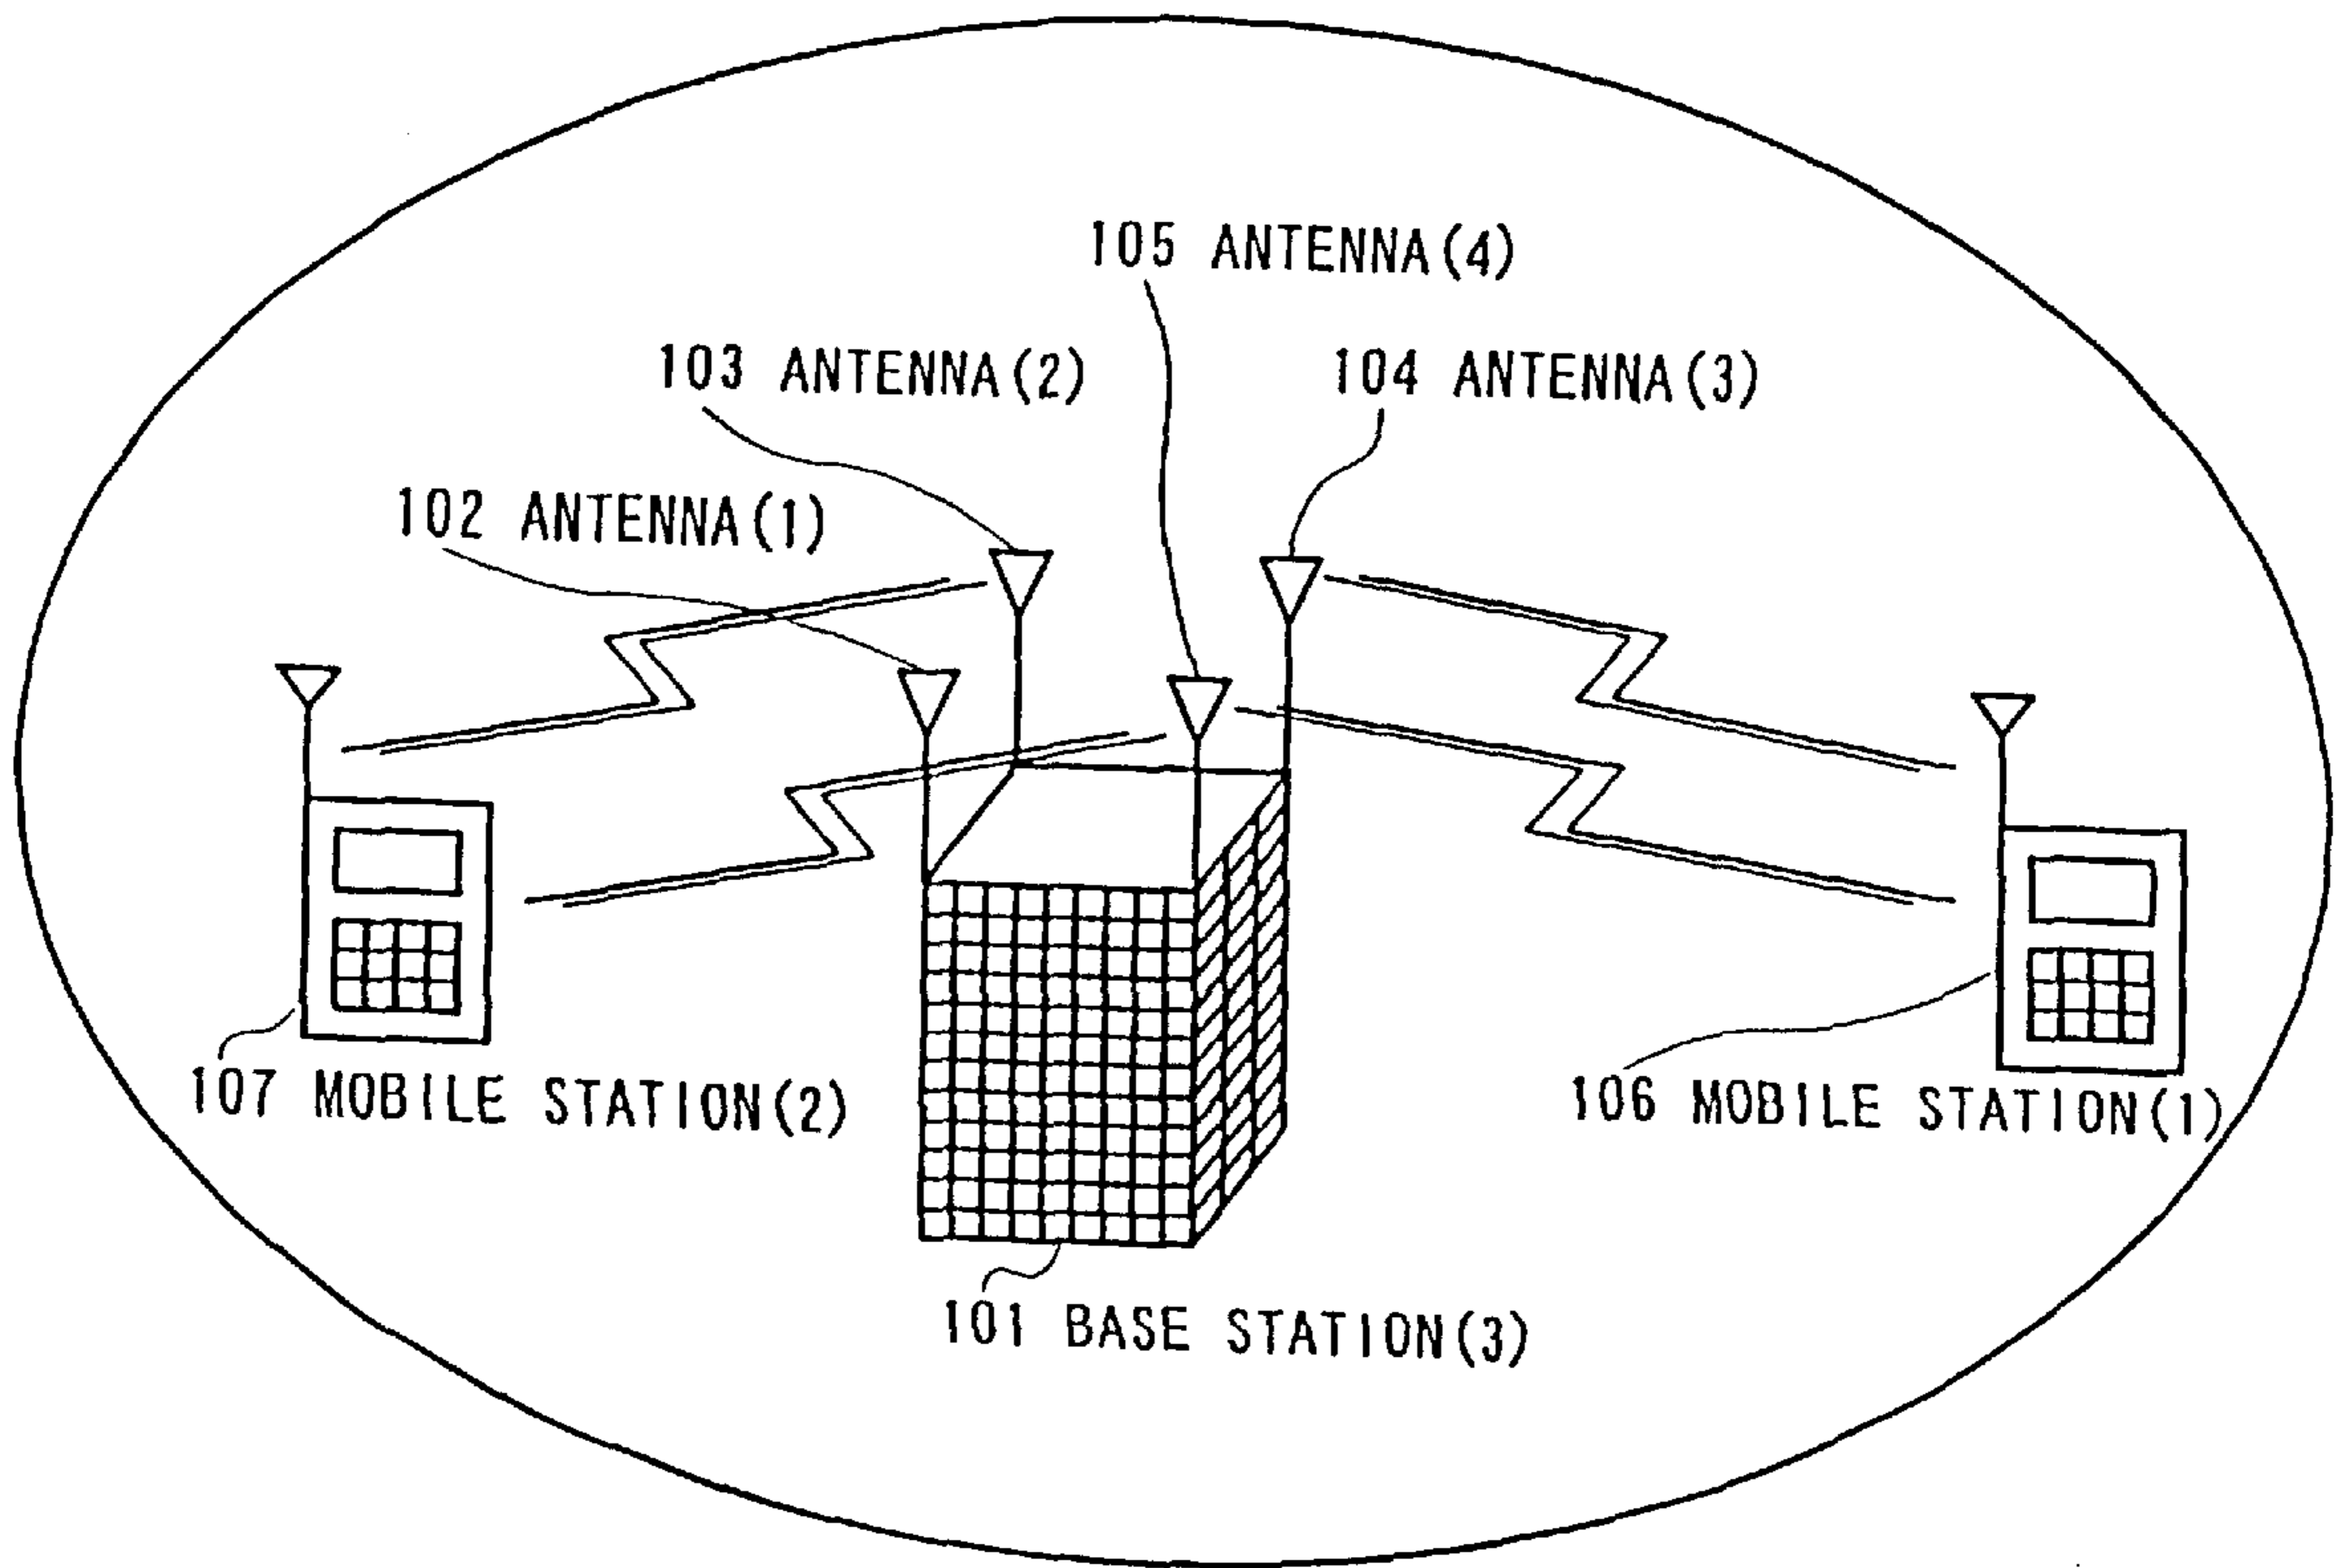 105 ANTENNA(4)
103 ANTENNA(2)
104 ANTENNA(3)
102 ANTENNA(1)
107 MOBILE STATION(2)
106 MOBILE STATION(1)
101 BASE STATION(3)